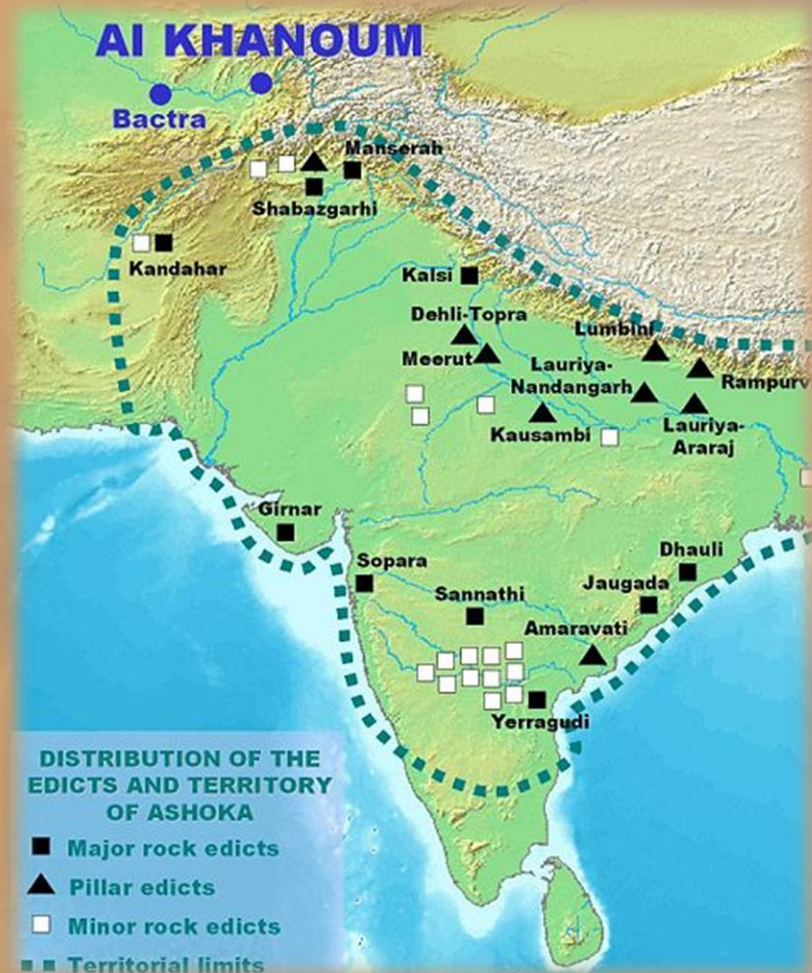 AI KHANOUM
Bactra
Manserah
Shabazgarhi
Kandahar
Kalsi
Dehli-Topra
Lumbini
Meerut
Lauriya-
Nandangarh
Rampurv
Kausambi
Lauriya-
Araraj
Girnar
Sopara
Dhauli
Sannathi
Jaugada
Amaravati
Yerragudi
DISTRIBUTION OF THE
EDICTS AND TERRITORY
OF ASHOKA
Major rock edicts
Pillar edicts
Minor rock edicts
Territorial limits